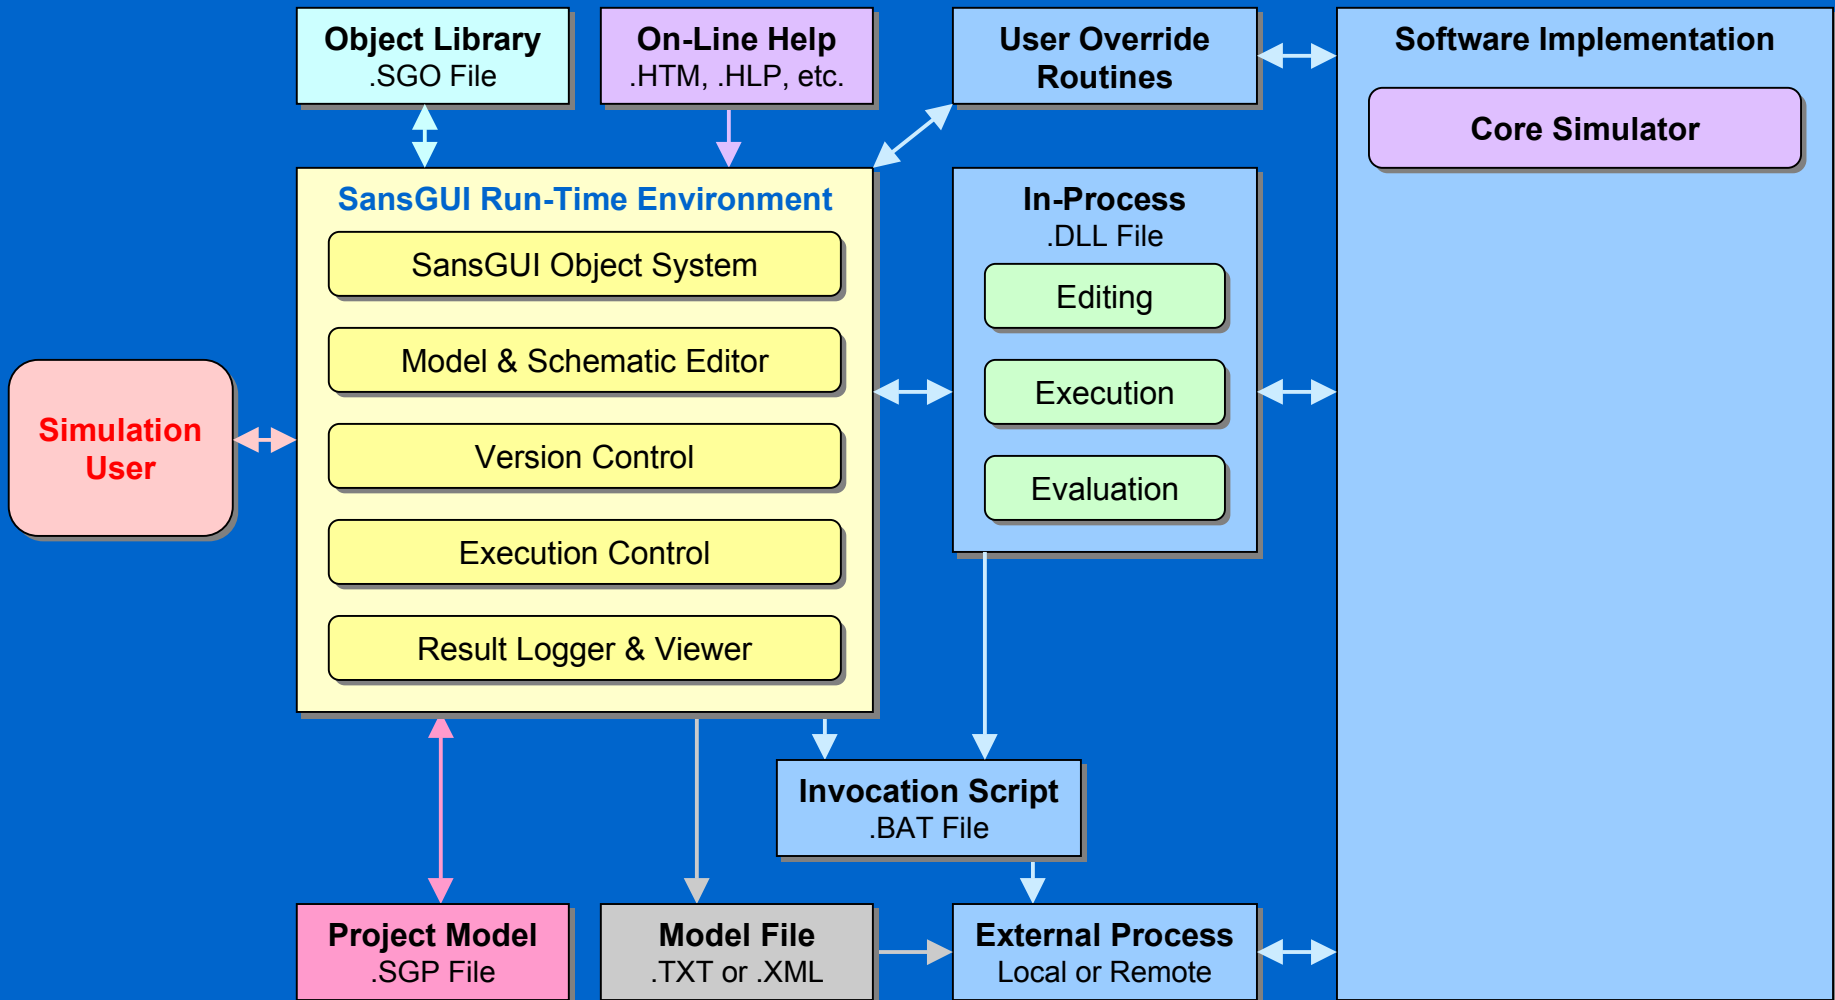 Object Library
.SGO File
On-Line Help
.HTM, .HLP, etc.
User Override
Routines
Software Implementation
Core Simulator
SansGUI Run-Time Environment
SansGUI Object System
Model & Schematic Editor
Version Control
Execution Control
Result Logger & Viewer
In-Process
.DLL File
Editing
Execution
Evaluation
Simulation
User
Invocation Script
.BAT File
Project Model
.SGP File
Model File
.TXT or .XML
External Process
Local or Remote